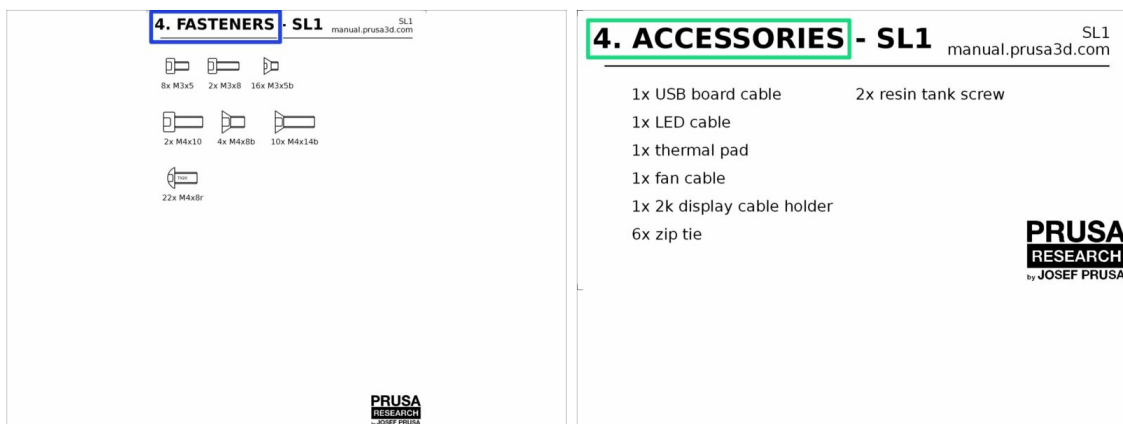 4. FASTENERS - SL1
SL1
manual.prusa3d.com
8x M3x5 2x M3x8 16x M3x5b
2x M4x10 4x M4x8b 10x M4x14b
22x M4x8r
PRUSA
RESEARCH
by JOSEF PRUSA
4. ACCESSORIES - SL1
SL1
manual.prusa3d.com
1x USB board cable 2x resin tank screw
1x LED cable
1x thermal pad
1x fan cable
1x 2k display cable holder
6x zip tie
PRUSA
RESEARCH
by JOSEF PRUSA